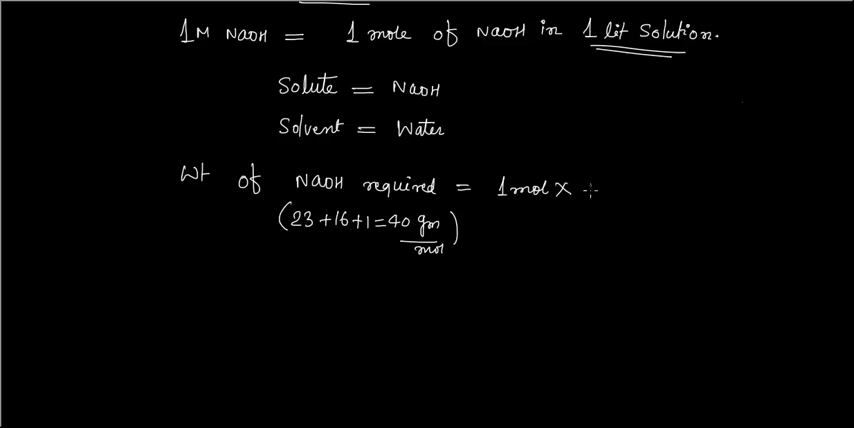 1M NaOH = 1 mole of NaOH in 1 lit Solution.
Solute = NaOH
Solvent = Water
Wt of NaOH required = 1 mol X
(23 + 16 + 1 = 40 gm/mol)